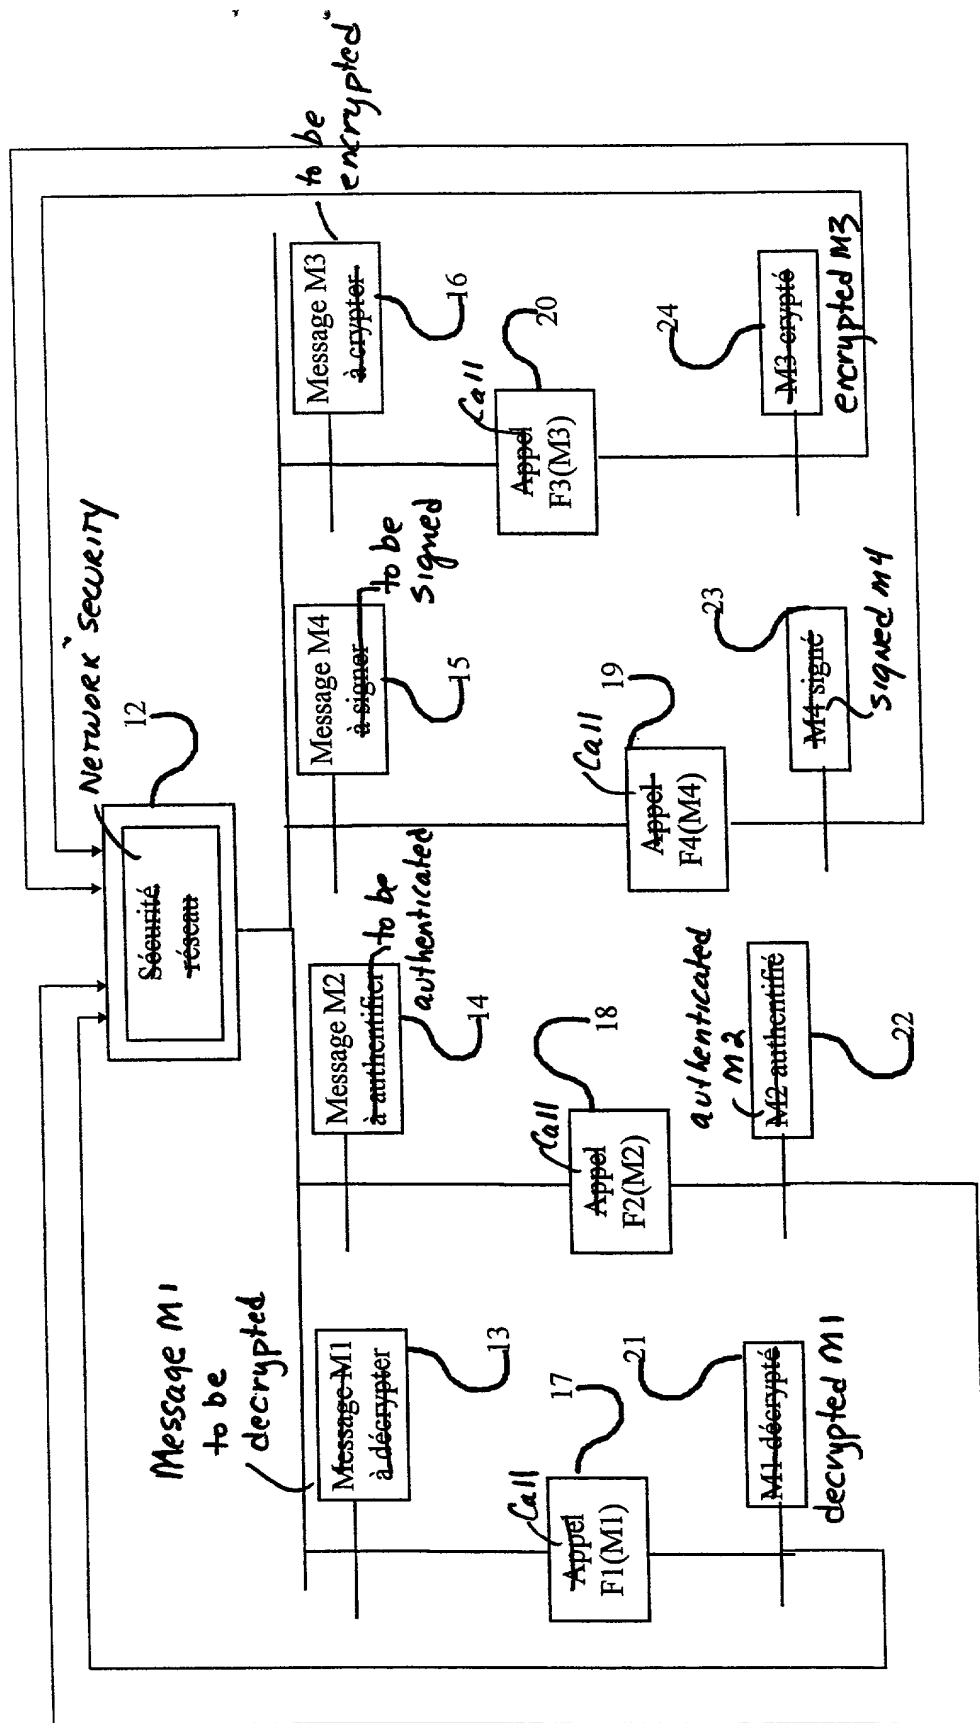 Network security
12
Sécurité
réseau
Message M1
to be
decrypted
Message M1
à décrypter
13
Message M2
à authentifier
to be
authenticated
14
Message M4
à signer
to be
signed
15
Message M3
à crypter
to be
encrypted
16
Call
Appel
F1(M1)
17
Call
Appel
F2(M2)
18
Call
Appel
F4(M4)
19
Call
Appel
F3(M3)
20
21
M1 décrypté
decrypted M1
authenticated
M2
M2 authentifié
22
23
M4 signé
signed M4
24
M3 crypté
encrypted M3